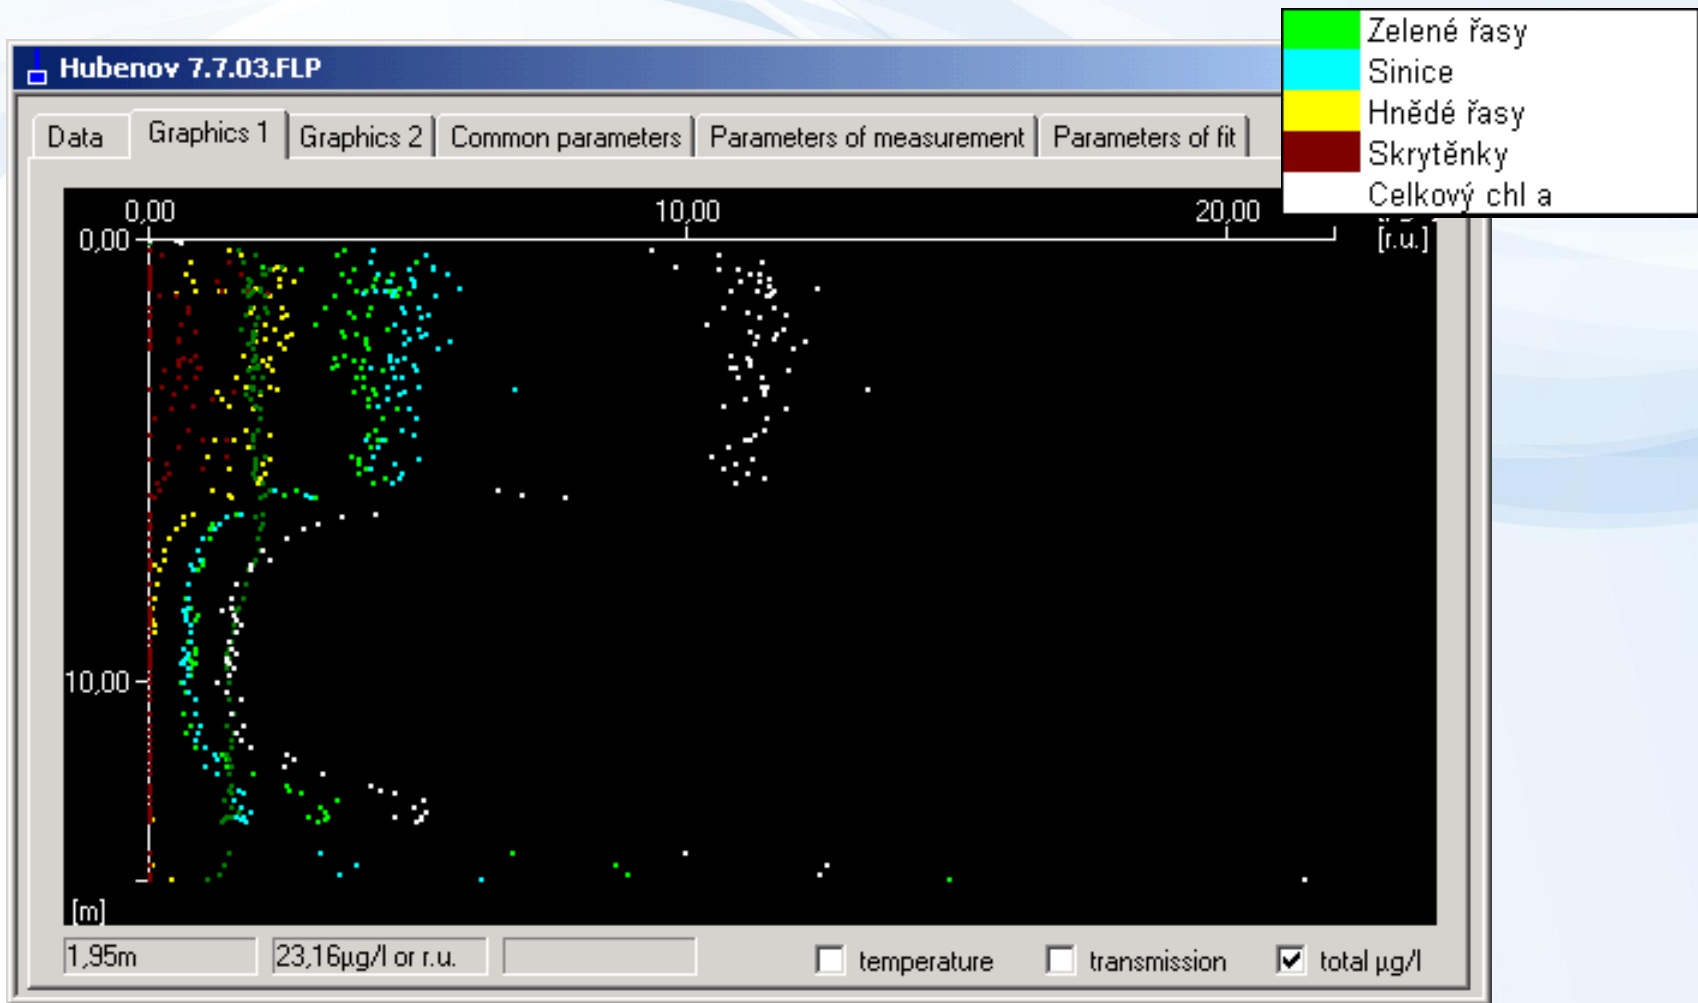 Zelené řasy
Sinice
Hnědé řasy
Skrytěnky
Celkový chl a
Hubenov 7.7.03.FLP
Data Graphics 1 Graphics 2 Common parameters Parameters of measurement Parameters of fit
0,00 10,00 20,00
[r.u.]
0,00
10,00
[m]
1,95m 23,16µg/l or r.u. temperature transmission total µg/l